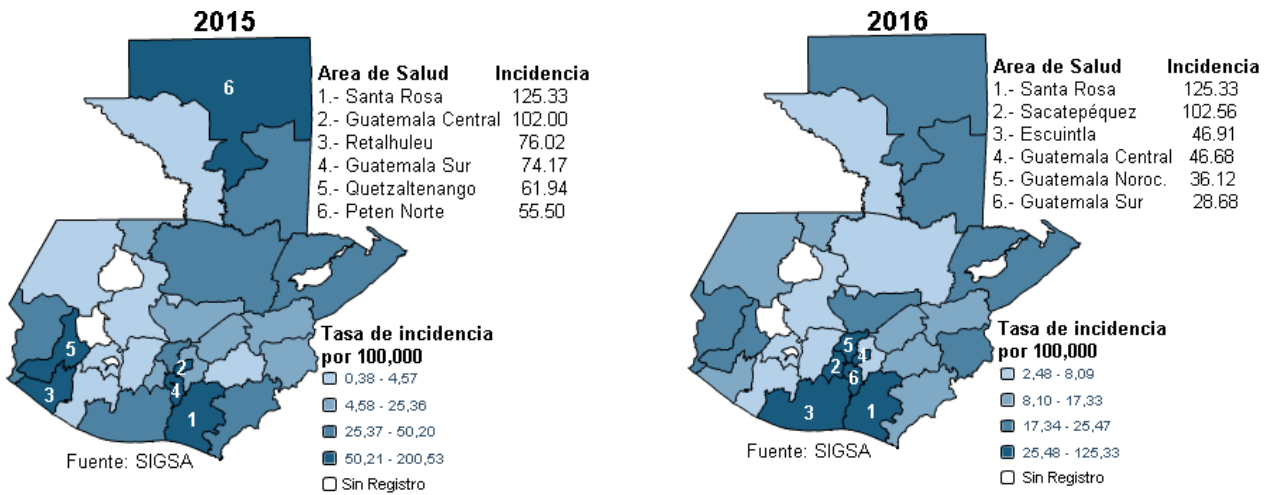 2015
Area de Salud Incidencia
1.- Santa Rosa 125.33
2.- Guatemala Central 102.00
3.- Retalhuleu 76.02
4.- Guatemala Sur 74.17
5.- Quetzaltenango 61.94
6.- Peten Norte 55.50
6
5
3
2
4
1
Tasa de incidencia
por 100,000
0,38 - 4,57
4,58 - 25,36
25,37 - 50,20
50,21 - 200,53
Sin Registro
Fuente: SIGSA
2016
Area de Salud Incidencia
1.- Santa Rosa 125.33
2.- Sacatepéquez 102.56
3.- Escuintla 46.91
4.- Guatemala Central 46.68
5.- Guatemala Noroc. 36.12
6.- Guatemala Sur 28.68
5
4
2
6
3
1
Tasa de incidencia
por 100,000
2,48 - 8,09
8,10 - 17,33
17,34 - 25,47
25,48 - 125,33
Sin Registro
Fuente: SIGSA